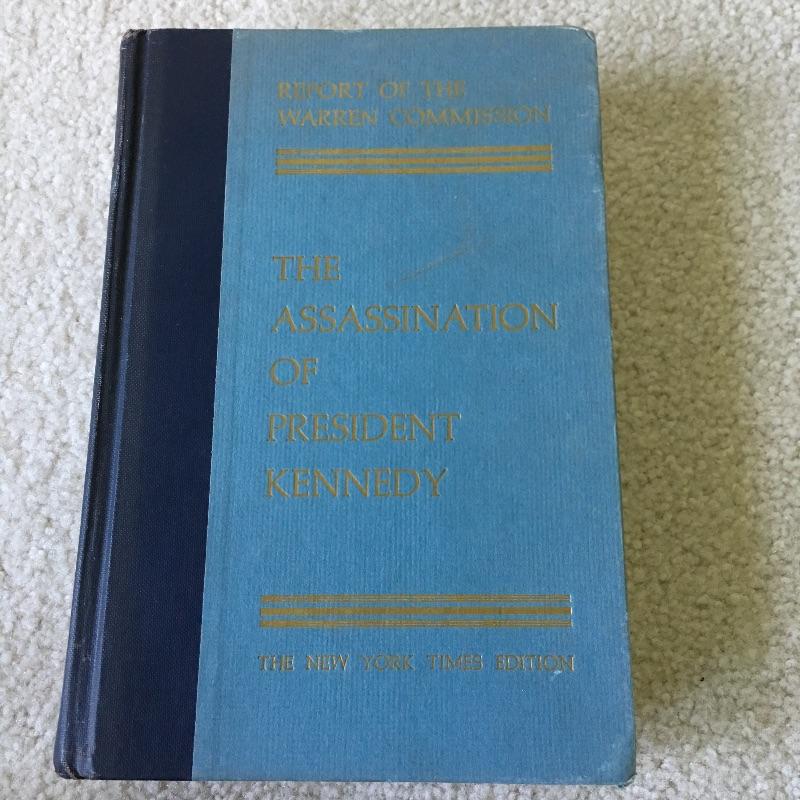 REPORT OF THE
WARREN COMMISSION
THE
ASSASSINATION
OF
PRESIDENT
KENNEDY
THE NEW YORK TIMES EDITION